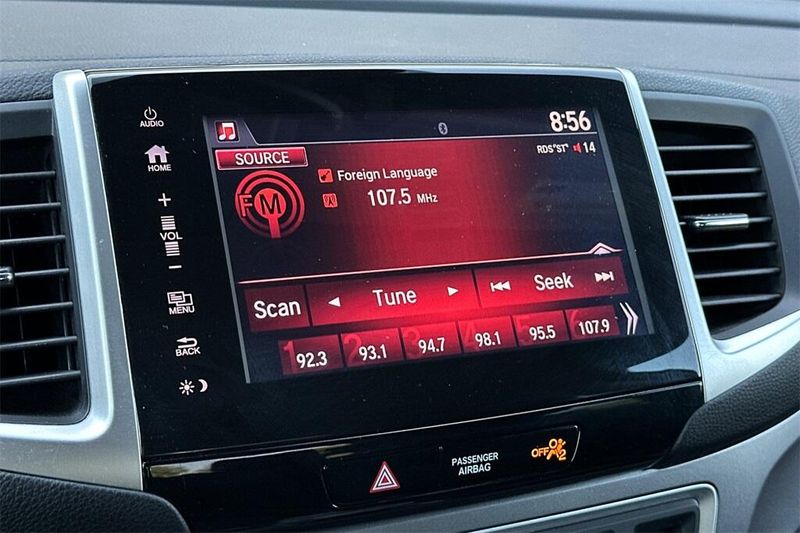 AUDIO
HOME
+
VOL
-
MENU
BACK
8:56
SOURCE
RDS "ST" 14
FM
Foreign Language
107.5 MHz
Scan
Tune
Seek
1 92.3
2 93.1
3 94.7
4 98.1
5 95.5
6 107.9
PASSENGER
AIRBAG
OFF 2